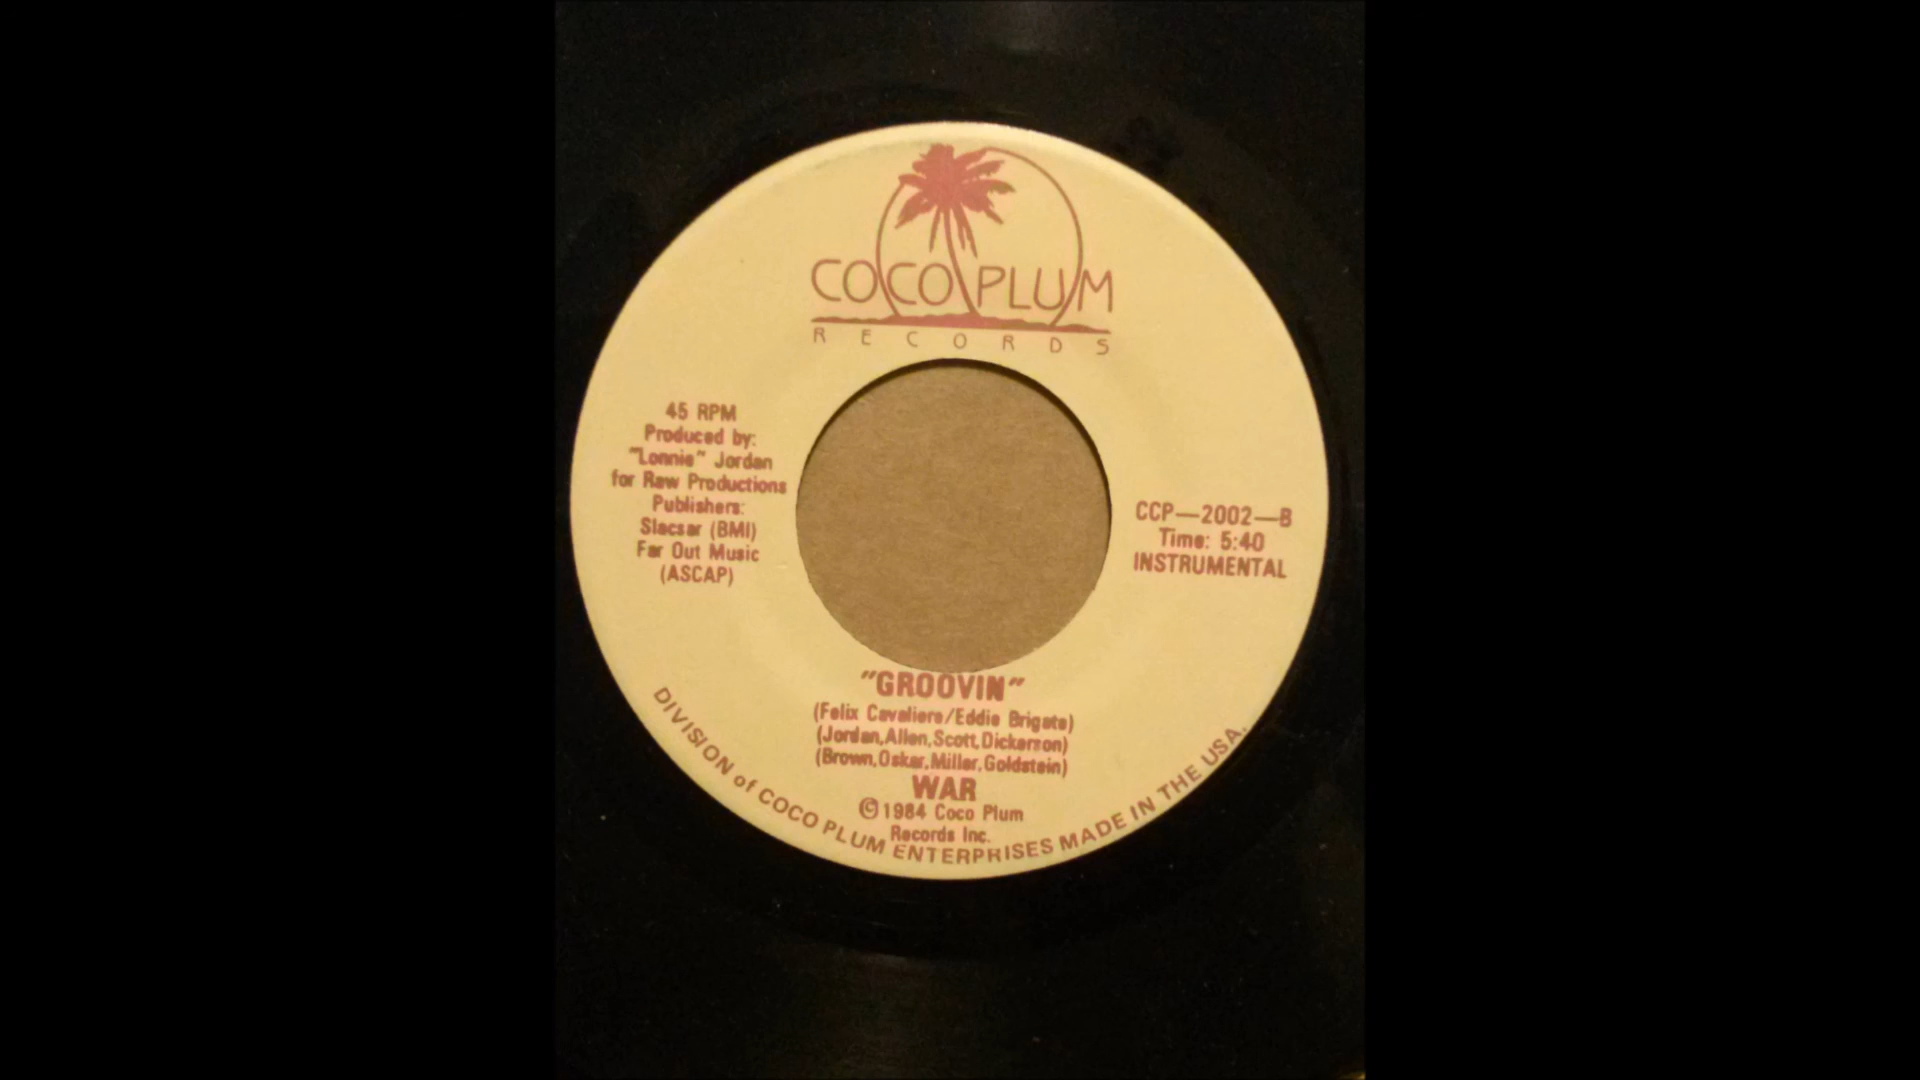 COCO PLUM
RECORDS
45 RPM
Produced by:
"Lonnie" Jordan
for Raw Productions
Publishers:
Slacsar (BMI)
Far Out Music
(ASCAP)
CCP—2002—B
Time: 5:40
INSTRUMENTAL
"GROOVIN"
(Felix Cavaliere/Eddie Brigate)
(Jordan,Allen,Scott,Dickerson)
(Brown,Oskar,Miller,Goldstein)
WAR
©1984 Coco Plum
Records Inc.
DIVISION of COCO PLUM ENTERPRISES MADE IN THE USA.